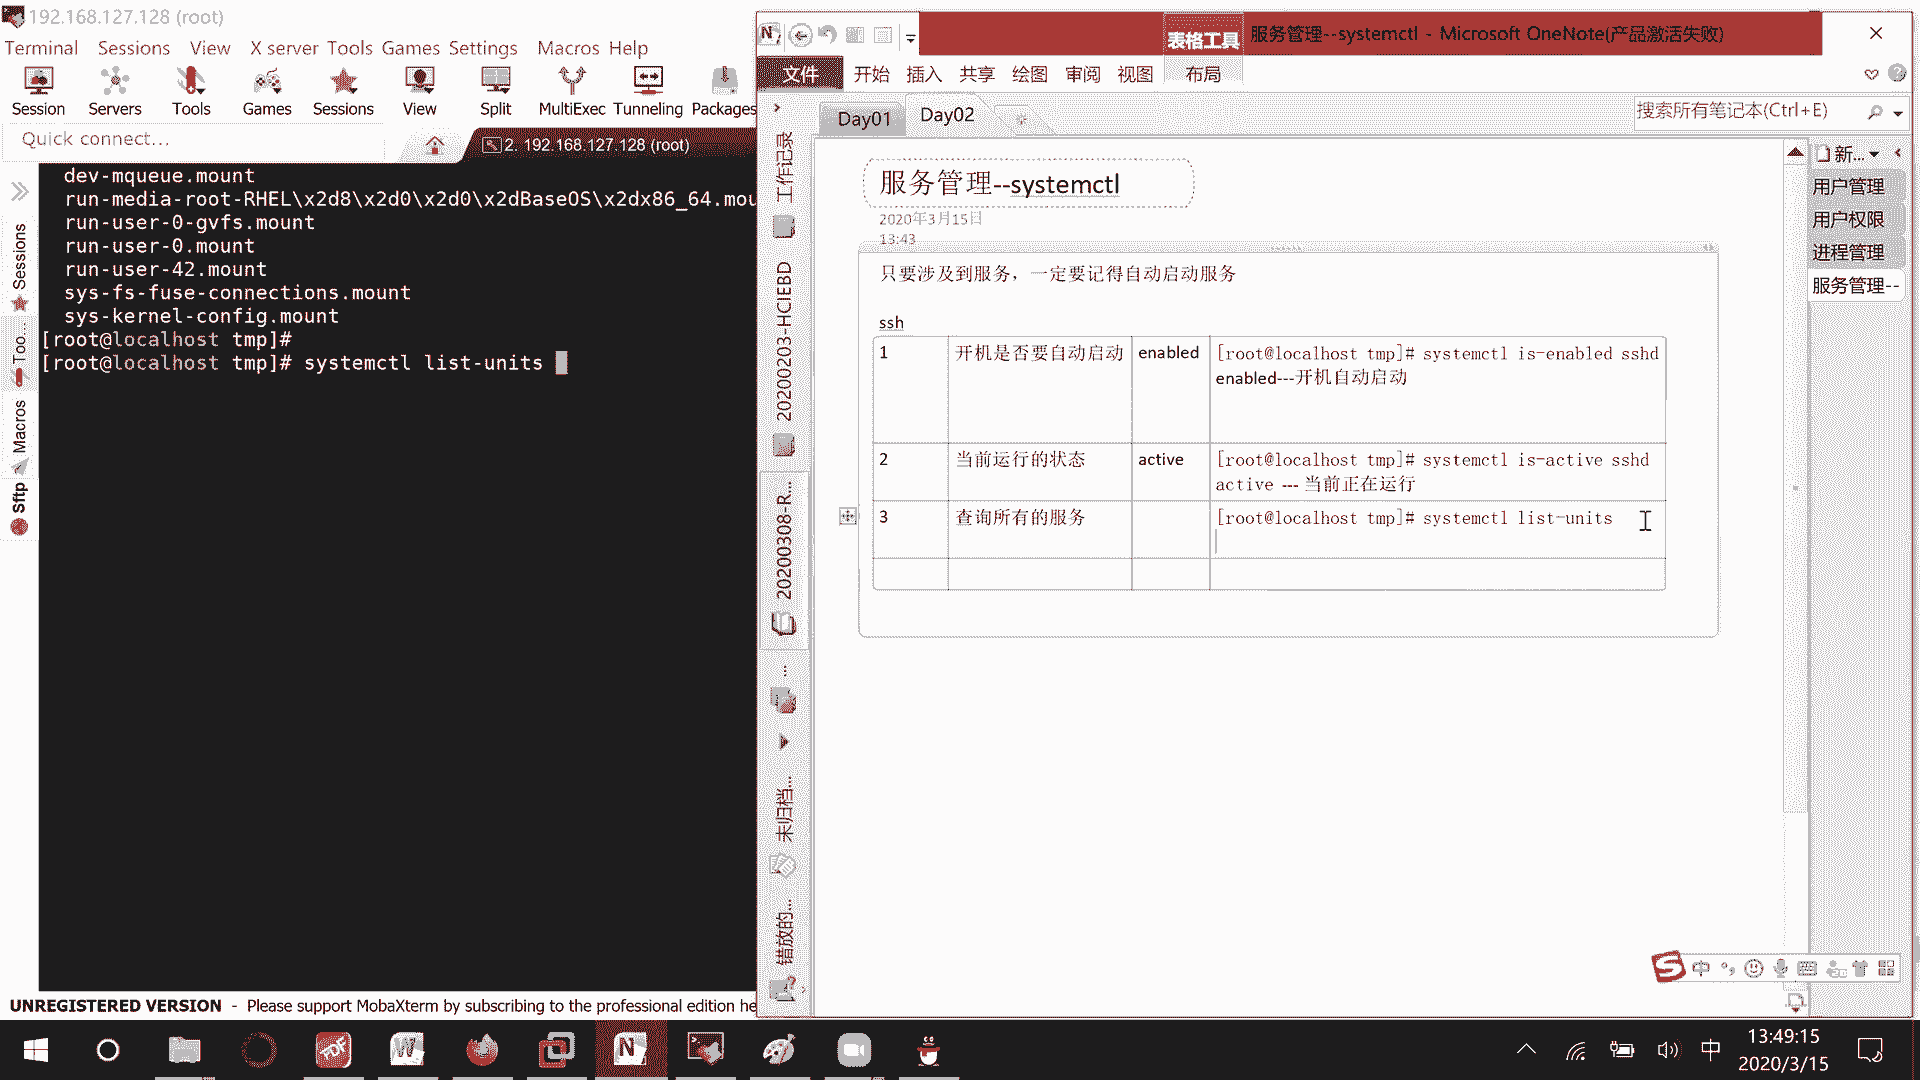 192.168.127.128 (root)
Terminal Sessions View X server Tools Games Settings Macros Help
Session Servers Tools Games Sessions View Split MultiExec Tunneling Packages
Quick connect...
2. 192.168.127.128 (root)
Sessions
Too...
Macros
Sftp
dev-mqueue.mount
run-media-root-RHEL\x2d8\x2d0\x2d0\x2dBaseOS\x2dx86_64.mou
run-user-0-gvfs.mount
run-user-0.mount
run-user-42.mount
sys-fs-fuse-connections.mount
sys-kernel-config.mount
[root@localhost tmp]#
[root@localhost tmp]# systemctl list-units
UNREGISTERED VERSION - Please support MobaXterm by subscribing to the professional edition he
表格工具 服务管理--systemctl - Microsoft OneNote(产品激活失败)
文件 开始 插入 共享 绘图 审阅 视图 布局
Day01 Day02
搜索所有笔记本(Ctrl+E)
工作记录
20200203-HCIEBD
20200308-R...
...
未归档...
错放的...
服务管理--systemctl
2020年3月15日
13:43
只要涉及到服务，一定要记得自动启动服务
ssh
1 开机是否要自动启动 enabled [root@localhost tmp]# systemctl is-enabled sshd
enabled---开机自动启动
2 当前运行的状态 active [root@localhost tmp]# systemctl is-active sshd
active --- 当前正在运行
3 查询所有的服务 [root@localhost tmp]# systemctl list-units
新...
用户管理
用户权限
进程管理
服务管理--
中
中
13:49:15
2020/3/15